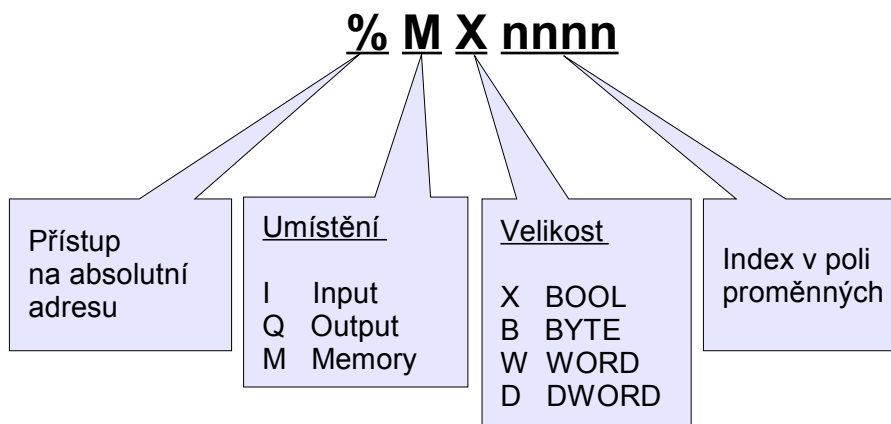 % M X nnnn
Přístup
na absolutní
adresu
Umístění
I Input
Q Output
M Memory
Velikost
X BOOL
B BYTE
W WORD
D DWORD
Index v poli
proměnných